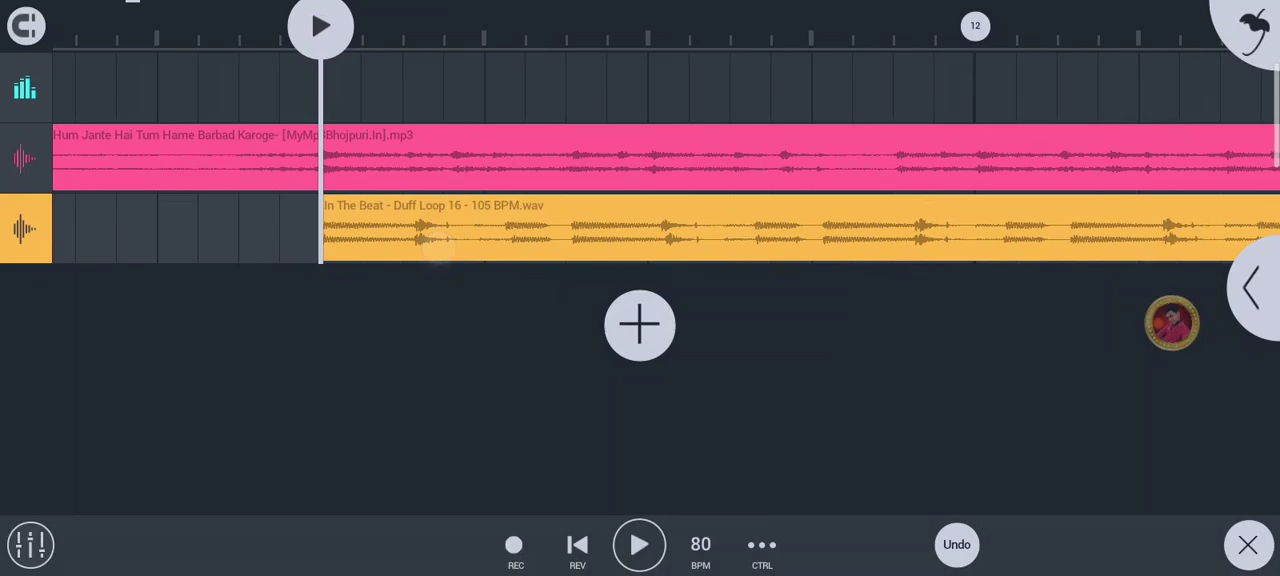 12
Hum Jante Hai Tum Hame Barbad Karoge- [MyMp3Bhojpuri.In].mp3
In The Beat - Duff Loop 16 - 105 BPM.wav
80
Undo
REC
REV
BPM
CTRL